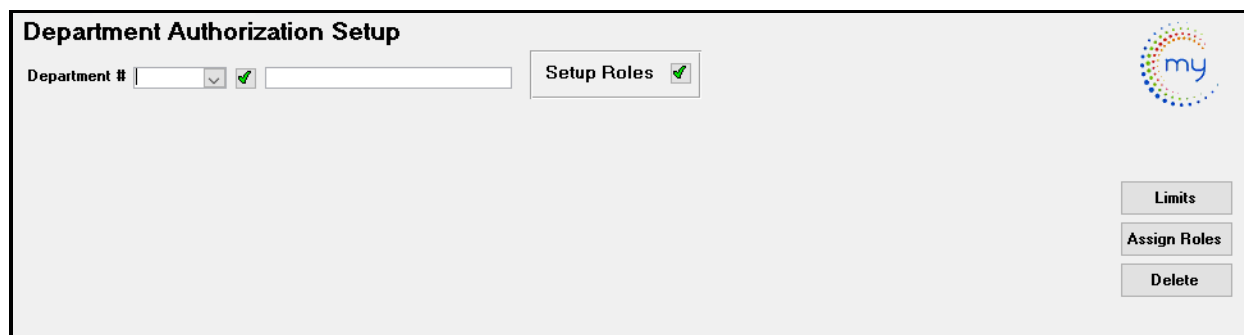 Department Authorization Setup
Department #
Setup Roles
my
Limits
Assign Roles
Delete